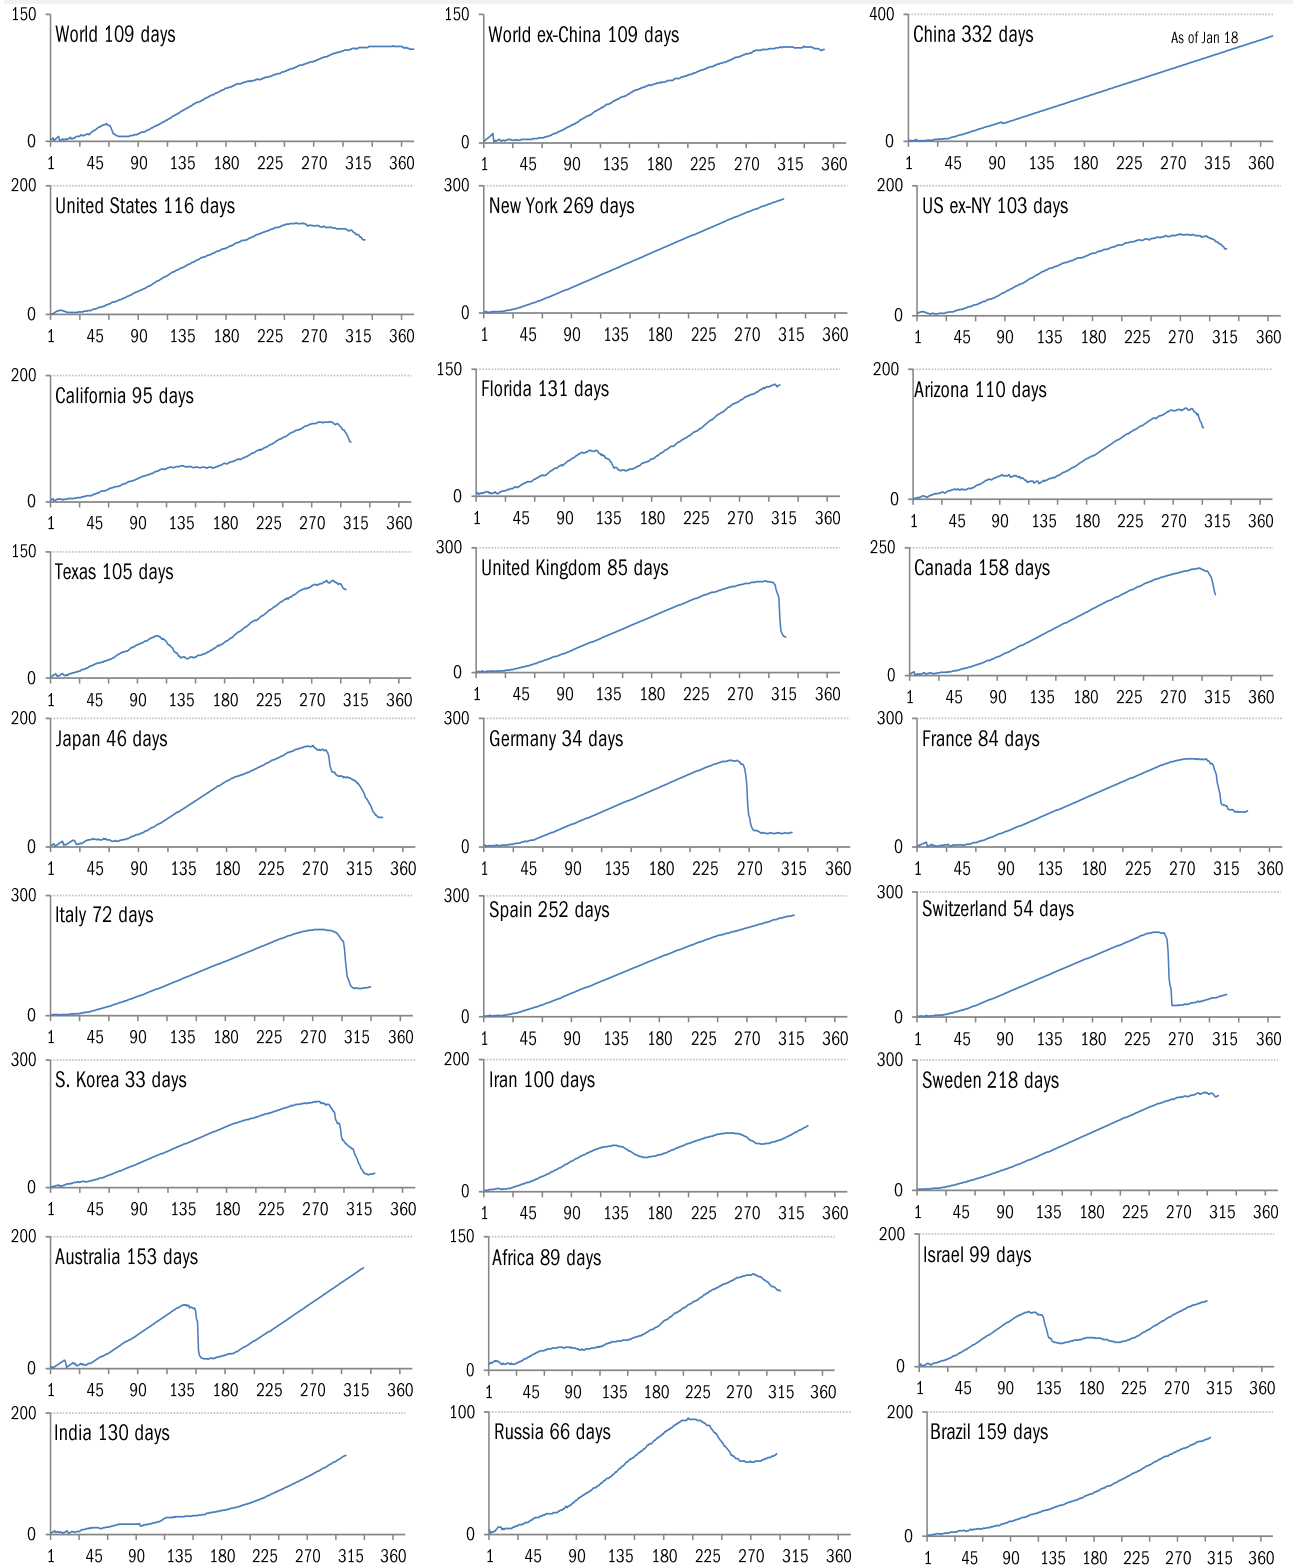 150 150 400
World 109 days World ex-China 109 days China 332 days As of Jan 18
0 0 0
1 45 90 135 180 225 270 315 360 1 45 90 135 180 225 270 315 360 1 45 90 135 180 225 270 315 360
200 300 200
United States 116 days New York 269 days US ex-NY 103 days
0 0 0
1 45 90 135 180 225 270 315 360 1 45 90 135 180 225 270 315 360 1 45 90 135 180 225 270 315 360
200 150 200
California 95 days Florida 131 days Arizona 110 days
0 0 0
1 45 90 135 180 225 270 315 360 1 45 90 135 180 225 270 315 360 1 45 90 135 180 225 270 315 360
150 300 250
Texas 105 days United Kingdom 85 days Canada 158 days
0 0 0
1 45 90 135 180 225 270 315 360 1 45 90 135 180 225 270 315 360 1 45 90 135 180 225 270 315 360
200 300 300
Japan 46 days Germany 34 days France 84 days
0 0 0
1 45 90 135 180 225 270 315 360 1 45 90 135 180 225 270 315 360 1 45 90 135 180 225 270 315 360
300 300 300
Italy 72 days Spain 252 days Switzerland 54 days
0 0 0
1 45 90 135 180 225 270 315 360 1 45 90 135 180 225 270 315 360 1 45 90 135 180 225 270 315 360
300 200 300
S. Korea 33 days Iran 100 days Sweden 218 days
0 0 0
1 45 90 135 180 225 270 315 360 1 45 90 135 180 225 270 315 360 1 45 90 135 180 225 270 315 360
200 150 200
Australia 153 days Africa 89 days Israel 99 days
0 0 0
1 45 90 135 180 225 270 315 360 1 45 90 135 180 225 270 315 360 1 45 90 135 180 225 270 315 360
200 100 200
India 130 days Russia 66 days Brazil 159 days
0 0 0
1 45 90 135 180 225 270 315 360 1 45 90 135 180 225 270 315 360 1 45 90 135 180 225 270 315 360